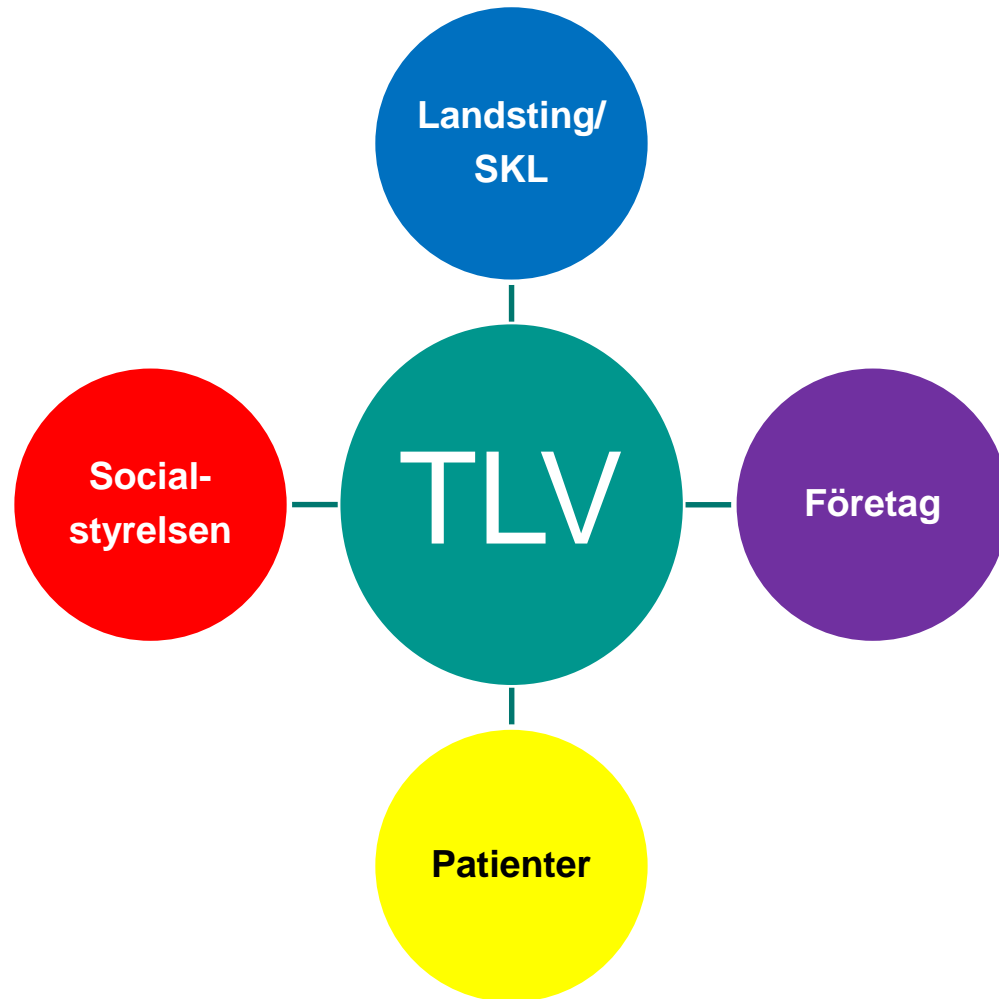 Landsting/
SKL
Social-
styrelsen
TLV
Företag
Patienter